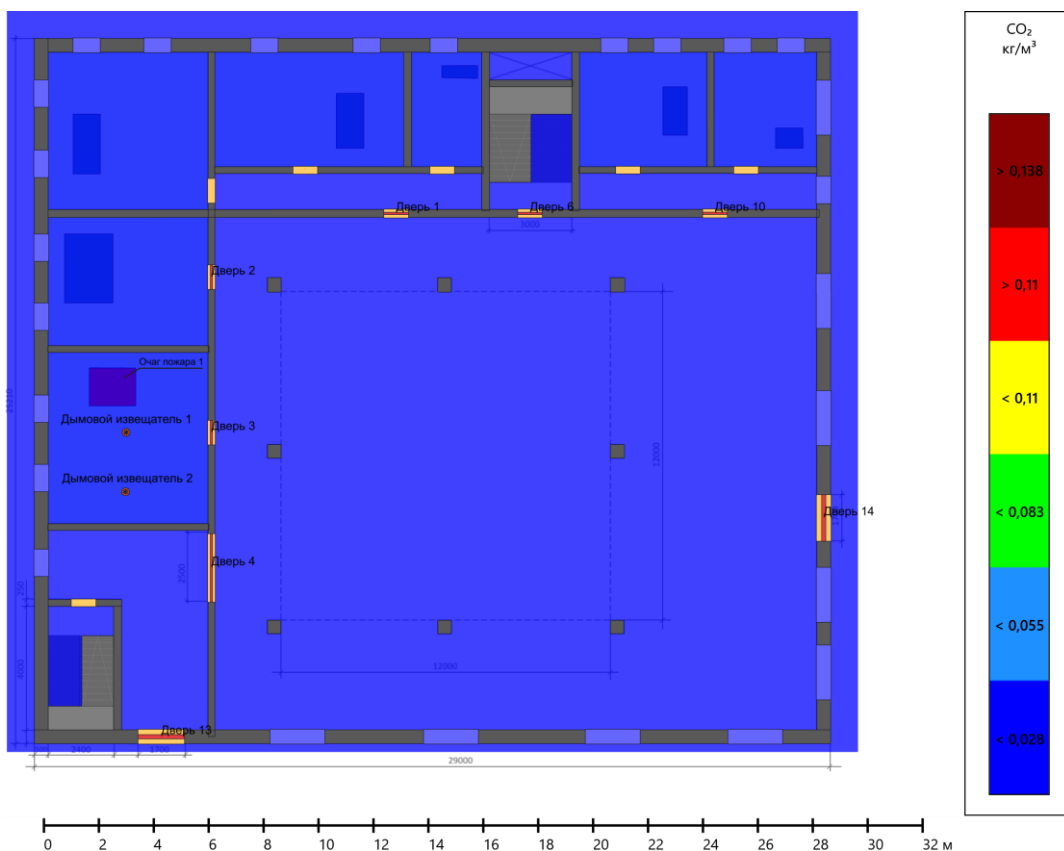 CO₂
кг/м³
> 0,138
> 0,11
< 0,11
< 0,083
< 0,055
< 0,028
Дверь 1
Дверь 6
Дверь 10
3000
Дверь 2
Очаг пожара 1
Дымовой извещатель 1
Дверь 3
12000
Дымовой извещатель 2
Дверь 14
Дверь 4
2500
250
4000
12000
Дверь 13
2400
1700
29000
0 2 4 6 8 10 12 14 16 18 20 22 24 26 28 30 32 м